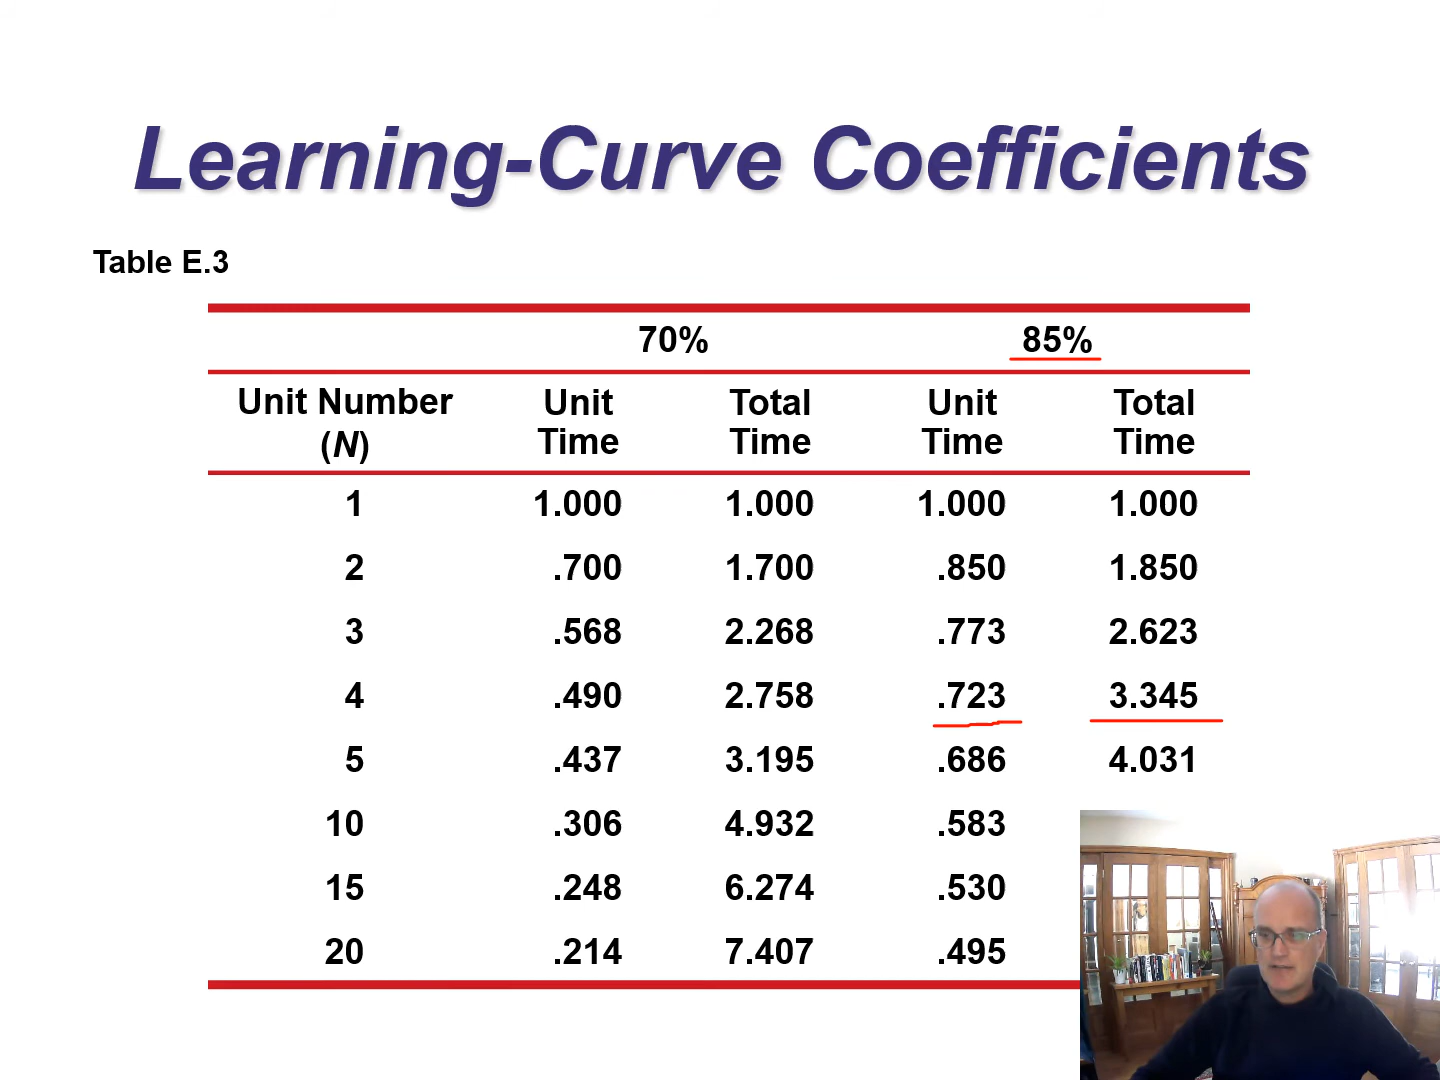 Learning-Curve Coefficients
Table E.3
70% 85%
Unit Number Unit Total Unit Total
(N) Time Time Time Time
1 1.000 1.000 1.000 1.000
2 .700 1.700 .850 1.850
3 .568 2.268 .773 2.623
4 .490 2.758 .723 3.345
5 .437 3.195 .686 4.031
10 .306 4.932 .583
15 .248 6.274 .530
20 .214 7.407 .495